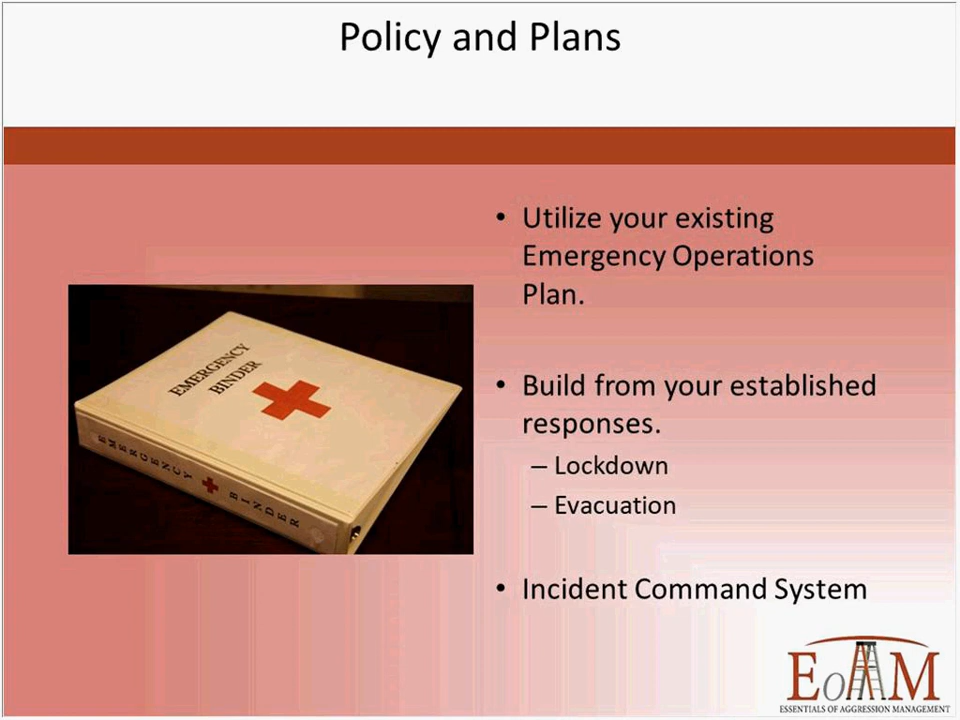 Policy and Plans
• Utilize your existing
Emergency Operations
Plan.
• Build from your established
responses.
– Lockdown
– Evacuation
• Incident Command System
EMERGENCY
BINDER
EMERGENCY BINDER
EoAM
ESSENTIALS OF AGGRESSION MANAGEMENT